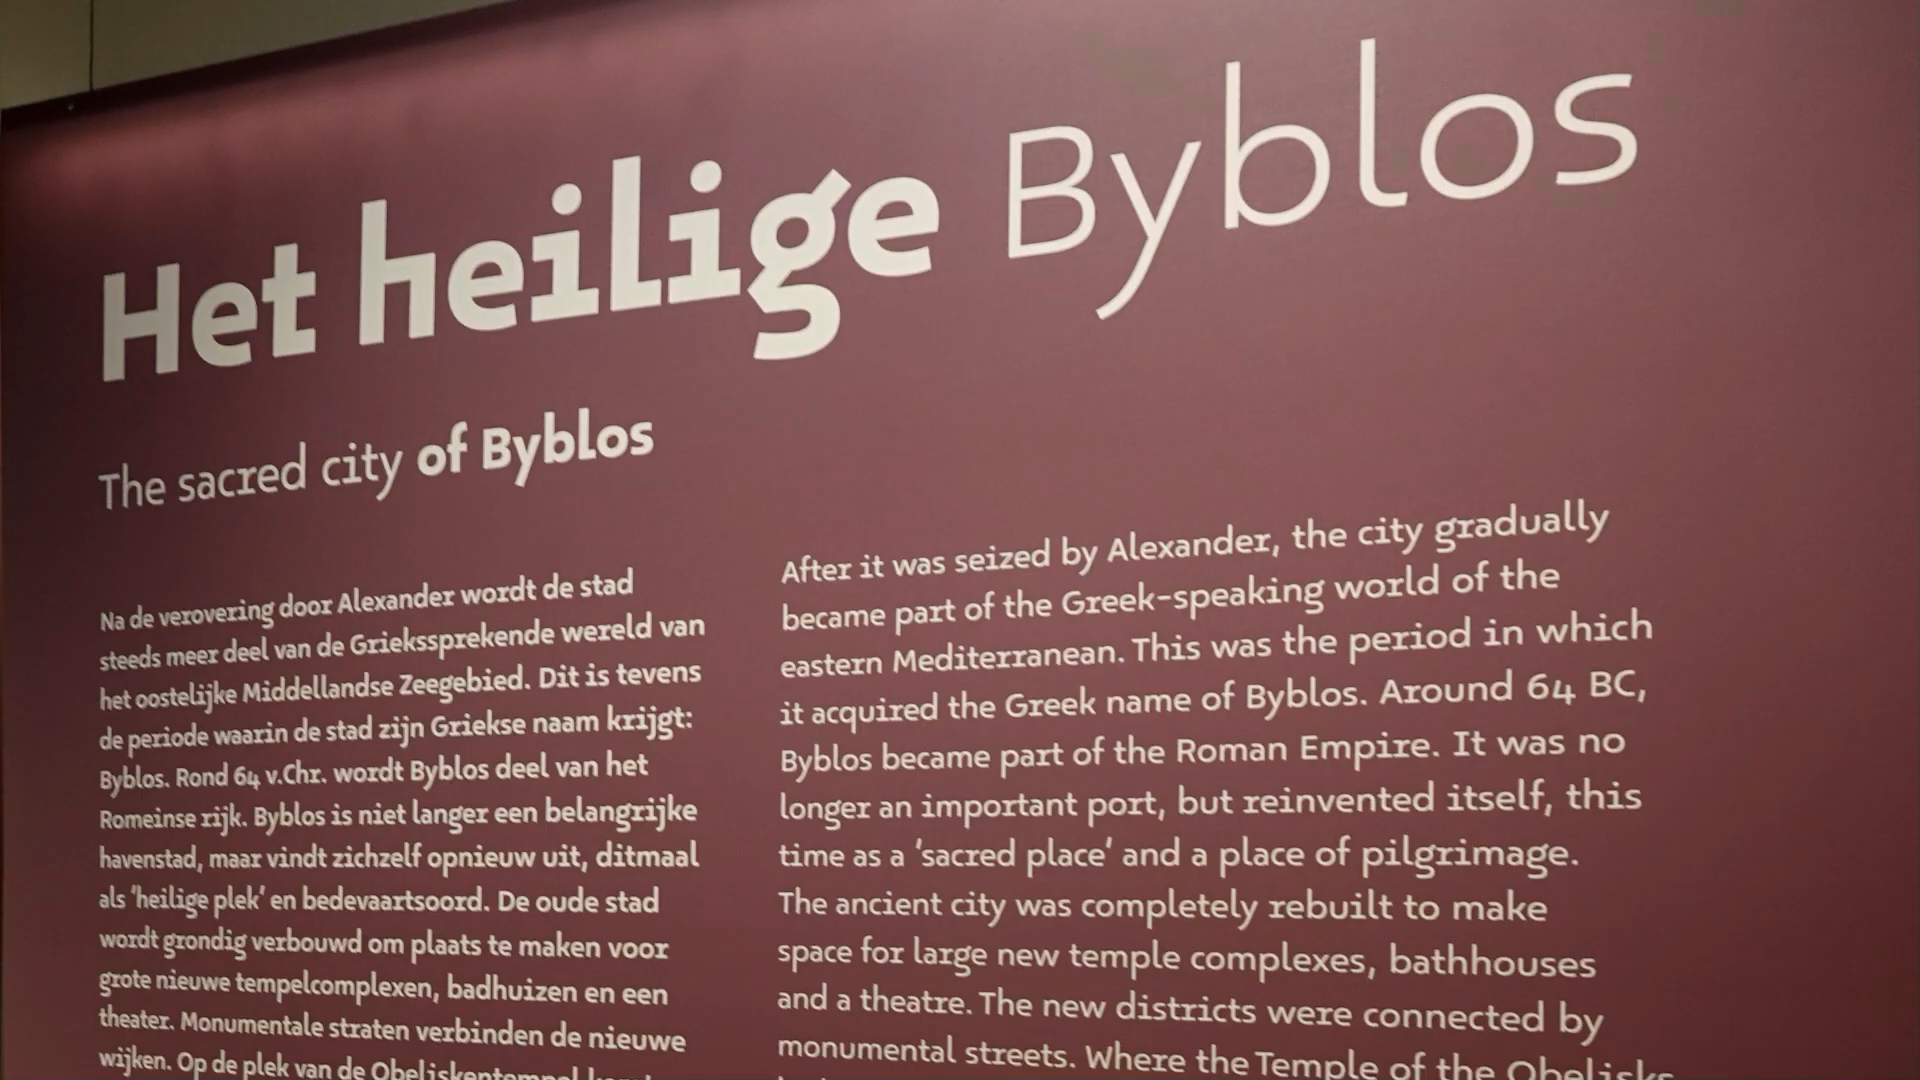 Het heilige Byblos
The sacred city of Byblos
Na de verovering door Alexander wordt de stad
steeds meer deel van de Griekssprekende wereld van
het oostelijke Middellandse Zeegebied. Dit is tevens
de periode waarin de stad zijn Griekse naam krijgt:
Byblos. Rond 64 v.Chr. wordt Byblos deel van het
Romeinse rijk. Byblos is niet langer een belangrijke
havenstad, maar vindt zichzelf opnieuw uit, ditmaal
als 'heilige plek' en bedevaartsoord. De oude stad
wordt grondig verbouwd om plaats te maken voor
grote nieuwe tempelcomplexen, badhuizen en een
theater. Monumentale straten verbinden de nieuwe
wijken. Op de plek van de Obeliskentempel
After it was seized by Alexander, the city gradually
became part of the Greek-speaking world of the
eastern Mediterranean. This was the period in which
it acquired the Greek name of Byblos. Around 64 BC,
Byblos became part of the Roman Empire. It was no
longer an important port, but reinvented itself, this
time as a 'sacred place' and a place of pilgrimage.
The ancient city was completely rebuilt to make
space for large new temple complexes, bathhouses
and a theatre. The new districts were connected by
monumental streets. Where the Temple of the Obelisks